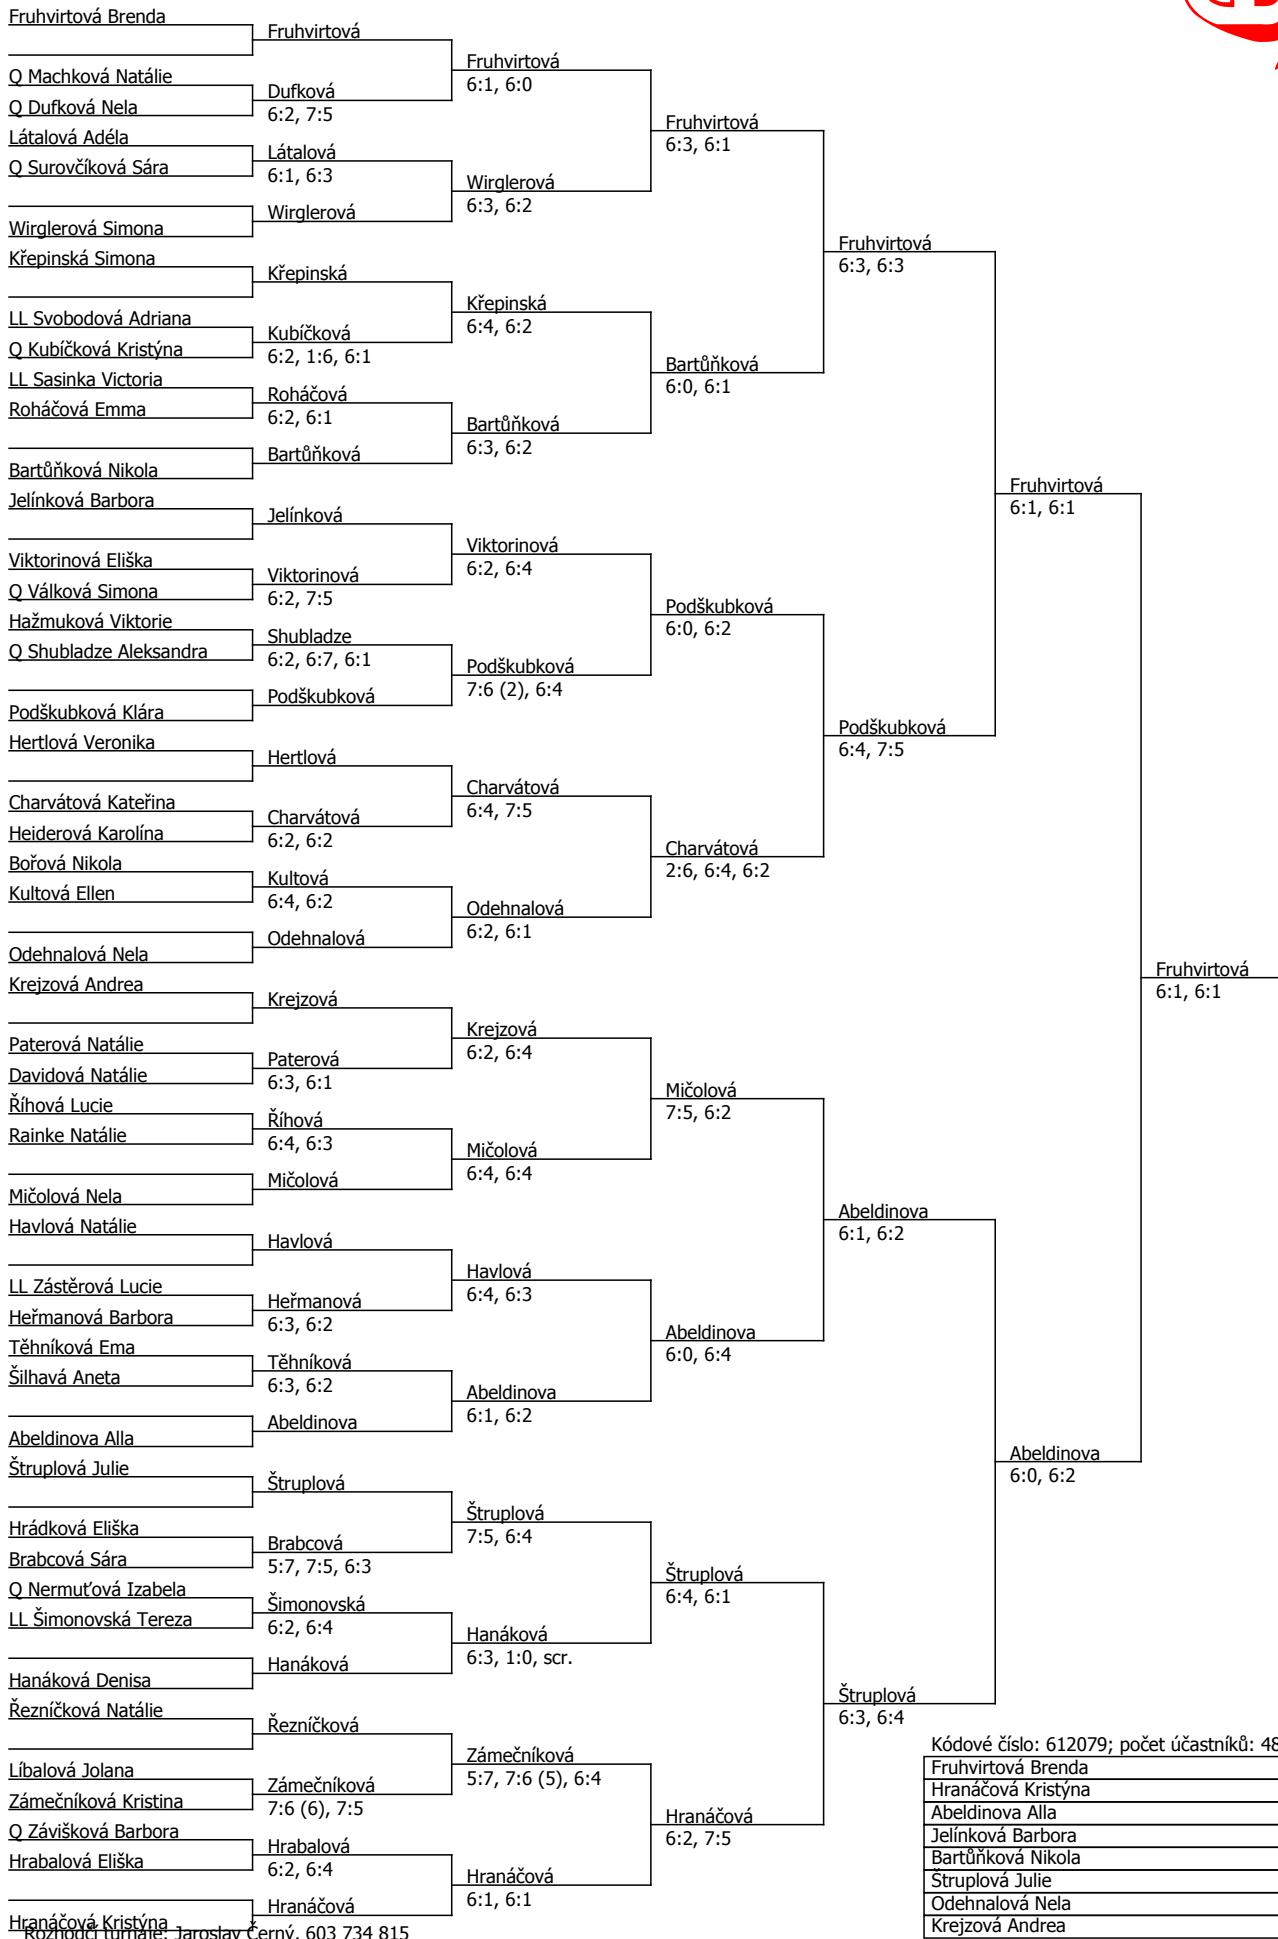 Fruhvirtová Brenda
Q Machková Natálie
Q Dufková Nela
Látalová Adéla
Q Surovčíková Sára
Wirglerová Simona
Křepinská Simona
LL Svobodová Adriana
Q Kubíčková Kristýna
LL Sasinka Victoria
Roháčová Emma
Bartůňková Nikola
Jelínková Barbora
Viktorinová Eliška
Q Válková Simona
Hažmuková Viktorie
Q Shubladze Aleksandra
Podškubková Klára
Hertlová Veronika
Charvátová Kateřina
Heiderová Karolína
Bořová Nikola
Kultová Ellen
Odehnalová Nela
Krejzová Andrea
Paterová Natálie
Davidová Natálie
Říhová Lucie
Rainke Natálie
Mičolová Nela
Havlová Natálie
LL Zástěrová Lucie
Heřmanová Barbora
Těhníková Ema
Šilhavá Aneta
Abeldinova Alla
Štruplová Julie
Hrádková Eliška
Brabcová Sára
Q Nermuťová Izabela
LL Šimonovská Tereza
Hanáková Denisa
Řezníčková Natálie
Líbalová Jolana
Zámečníková Kristina
Q Závišková Barbora
Hrabalová Eliška
Hranáčová Kristýna
Fruhvirtová
Dufková
6:2, 7:5
Látalová
6:1, 6:3
Wirglerová
Křepinská
Kubíčková
6:2, 1:6, 6:1
Roháčová
6:2, 6:1
Bartůňková
Jelínková
Viktorinová
6:2, 7:5
Shubladze
6:2, 6:7, 6:1
Podškubková
Hertlová
Charvátová
6:2, 6:2
Kultová
6:4, 6:2
Odehnalová
Krejzová
Paterová
6:3, 6:1
Říhová
6:4, 6:3
Mičolová
Havlová
Heřmanová
6:3, 6:2
Těhníková
6:3, 6:2
Abeldinova
Štruplová
Brabcová
5:7, 7:5, 6:3
Šimonovská
6:2, 6:4
Hanáková
Řezníčková
Zámečníková
7:6 (6), 7:5
Hrabalová
6:2, 6:4
Hranáčová
Fruhvirtová
6:1, 6:0
Wirglerová
6:3, 6:2
Křepinská
6:4, 6:2
Bartůňková
6:3, 6:2
Viktorinová
6:2, 6:4
Podškubková
7:6 (2), 6:4
Charvátová
6:4, 7:5
Odehnalová
6:2, 6:1
Krejzová
6:2, 6:4
Mičolová
6:4, 6:4
Havlová
6:4, 6:3
Abeldinova
6:1, 6:2
Štruplová
7:5, 6:4
Hanáková
6:3, 1:0, scr.
Zámečníková
5:7, 7:6 (5), 6:4
Hranáčová
6:1, 6:1
Fruhvirtová
6:3, 6:1
Bartůňková
6:0, 6:1
Podškubková
6:0, 6:2
Charvátová
2:6, 6:4, 6:2
Mičolová
7:5, 6:2
Abeldinova
6:0, 6:4
Štruplová
6:4, 6:1
Hranáčová
6:2, 7:5
Fruhvirtová
6:3, 6:3
Podškubková
6:4, 7:5
Abeldinova
6:1, 6:2
Štruplová
6:3, 6:4
Fruhvirtová
6:1, 6:1
Abeldinova
6:0, 6:2
Fruhvirtová
6:1, 6:1
Kódové číslo: 612079; počet účastníků: 48
Fruhvirtová Brenda
Hranáčová Kristýna
Abeldinova Alla
Jelínková Barbora
Bartůňková Nikola
Štruplová Julie
Odehnalová Nela
Krejzová Andrea
Rozhodčí turnaje: Jaroslav Černý, 603 734 815